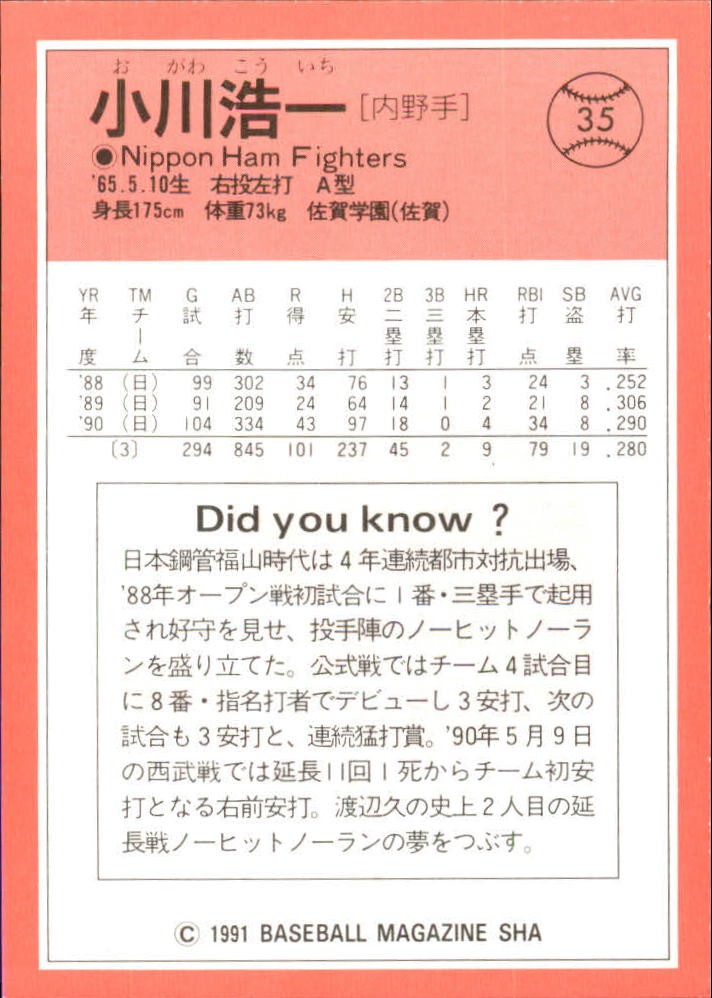 お がわ こう いち
小川浩一 [内野手] 35
◉Nippon Ham Fighters
'65.5.10生 右投左打 A型
身長175cm 体重73kg 佐賀学園(佐賀)
YR TM G AB R H 2B 3B HR RBI SB AVG
年度 チーム 試合 打数 得点 安打 二塁打 三塁打 本塁打 打点 盗塁 打率
'88 (日) 99 302 34 76 13 1 3 24 3 .252
'89 (日) 91 209 24 64 14 1 2 21 8 .306
'90 (日) 104 334 43 97 18 0 4 34 8 .290
〔3〕 294 845 101 237 45 2 9 79 19 .280
Did you know ?
日本鋼管福山時代は4年連続都市対抗出場、
'88年オープン戦初試合に1番・三塁手で起用
され好守を見せ、投手陣のノーヒットノーラ
ンを盛り立てた。公式戦ではチーム4試合目
に8番・指名打者でデビューし3安打、次の
試合も3安打と、連続猛打賞。'90年5月9日
の西武戦では延長11回1死からチーム初安
打となる右前安打。渡辺久の史上2人目の延
長戦ノーヒットノーランの夢をつぶす。
© 1991 BASEBALL MAGAZINE SHA